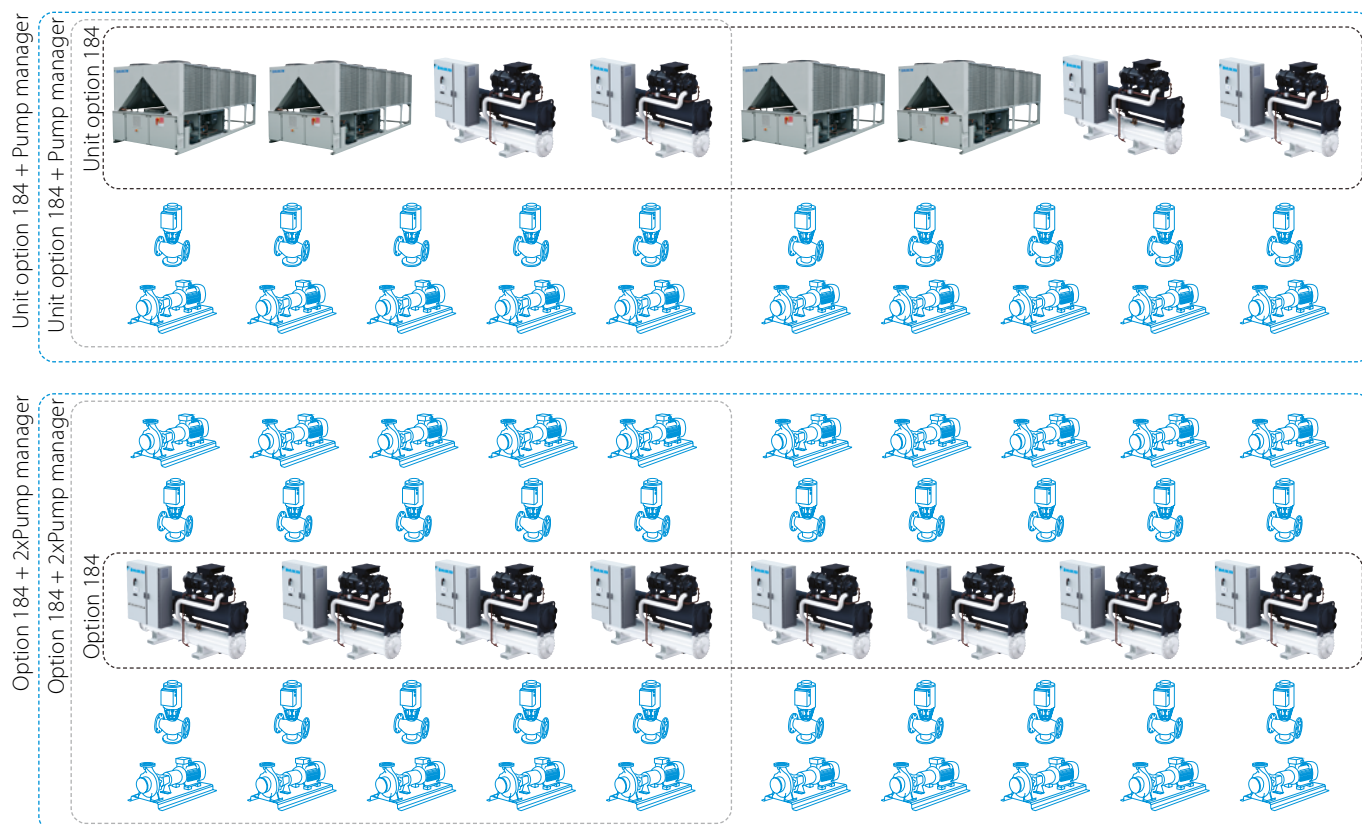 Unit option 184 + Pump manager
Unit option 184 + Pump manager
Unit option 184
Option 184 + 2xPump manager
Option 184 + 2xPump manager
Option 184